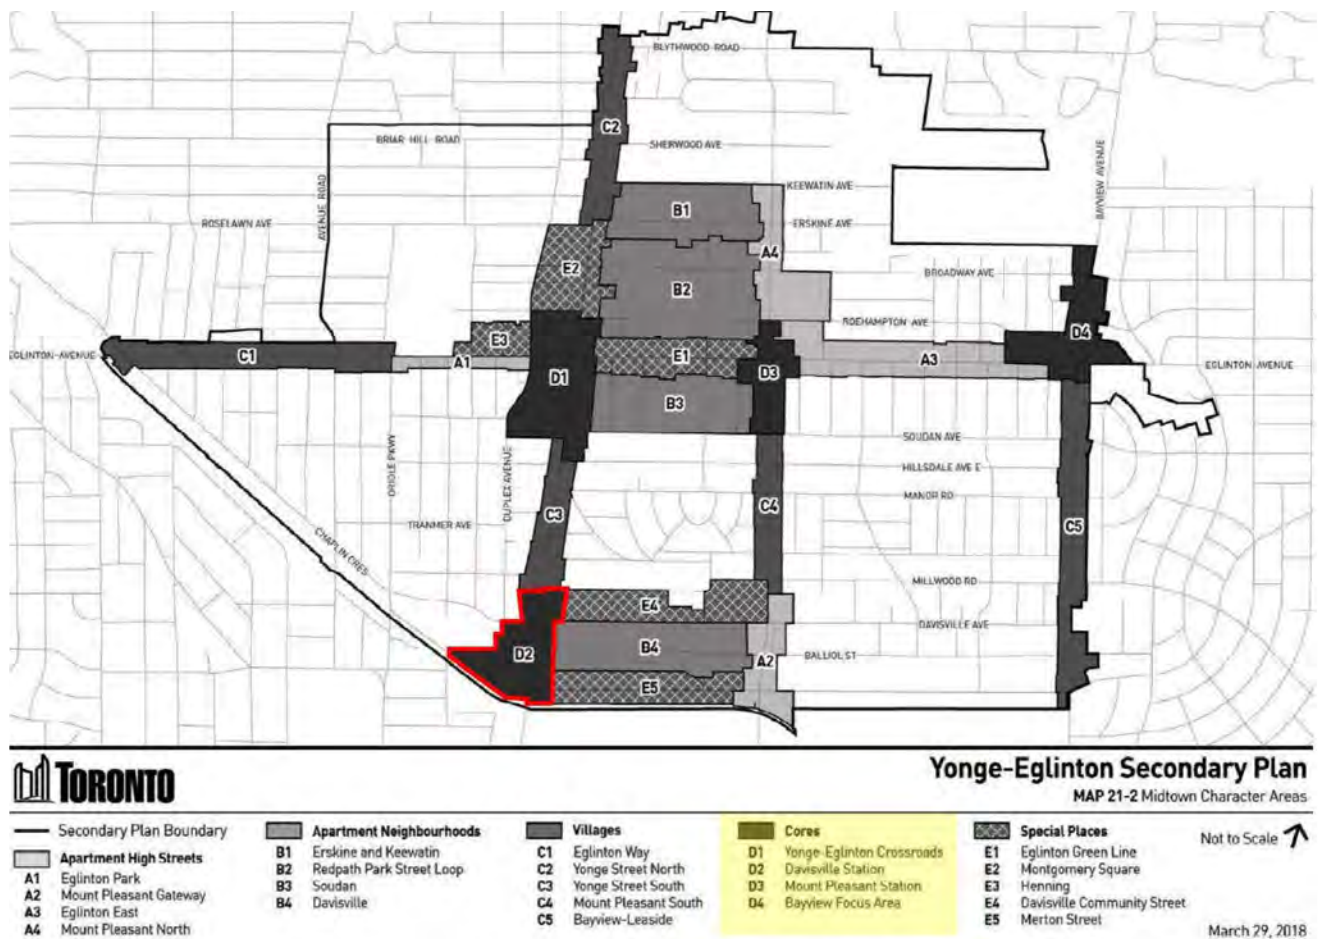 BLYTHWOOD ROAD
C2
BRIAR HILL ROAD
SHERWOOD AVE
BAYVIEW AVENUE
KEEWATIN AVE
AVENUE ROAD
B1
ROSELAWN AVE
ERSKINE AVE
A4
E2
BROADWAY AVE
B2
ROEHAMPTON AVE
D4
E3
EGLINTON AVENUE
C1
A1
E1
A3
EGLINTON AVENUE
D1
D3
B3
SOUDAN AVE
ORIOLE PKWY
DUPLEX AVENUE
HILLSDALE AVE E
MANOR RD
C4
C3
TRANMER AVE
C5
CHAPLIN CRES
MILLWOOD RD
E4
DAVISVILLE AVE
D2
B4
A2
BALLIOL ST
E5
TORONTO
Yonge-Eglinton Secondary Plan
MAP 21-2 Midtown Character Areas
Secondary Plan Boundary
Apartment High Streets
A1 Eglinton Park
A2 Mount Pleasant Gateway
A3 Eglinton East
A4 Mount Pleasant North
Apartment Neighbourhoods
B1 Erskine and Keewatin
B2 Redpath Park Street Loop
B3 Soudan
B4 Davisville
Villages
C1 Eglinton Way
C2 Yonge Street North
C3 Yonge Street South
C4 Mount Pleasant South
C5 Bayview-Leaside
Cores
D1 Yonge-Eglinton Crossroads
D2 Davisville Station
D3 Mount Pleasant Station
D4 Bayview Focus Area
Special Places
E1 Eglinton Green Line
E2 Montgomery Square
E3 Henning
E4 Davisville Community Street
E5 Merton Street
Not to Scale
March 29, 2018